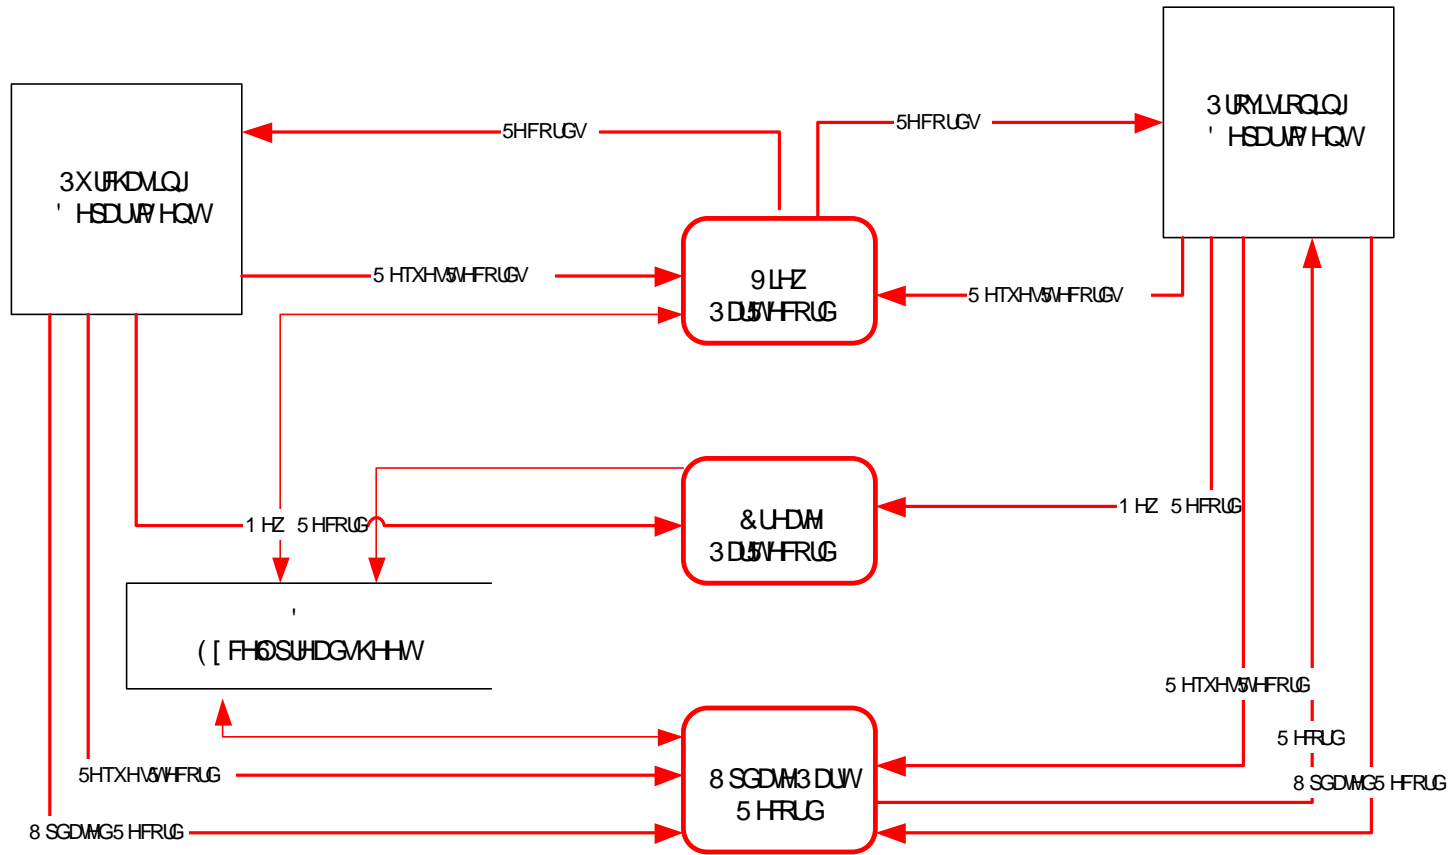 3URYLVLRQLQJ
'HSDUWPHQW
5HFRUGV
5HFRUGV
3XUFKDVLQJ
'HSDUWPHQW
5HTXHVW5HFRUGV
9LHZ
3DUW5HFRUG
5HTXHVW5HFRUGV
1HZ 5HFRUG
&UHDWH
3DUW5HFRUG
1HZ 5HFRUG
'
([FHO6SUHDGVKHHW
5HTXHVW5HFRUG
5HFRUG
5HTXHVW5HFRUG
8SGDWH3DUW
5HFRUG
8SGDWHG5HFRUG
8SGDWHG5HFRUG